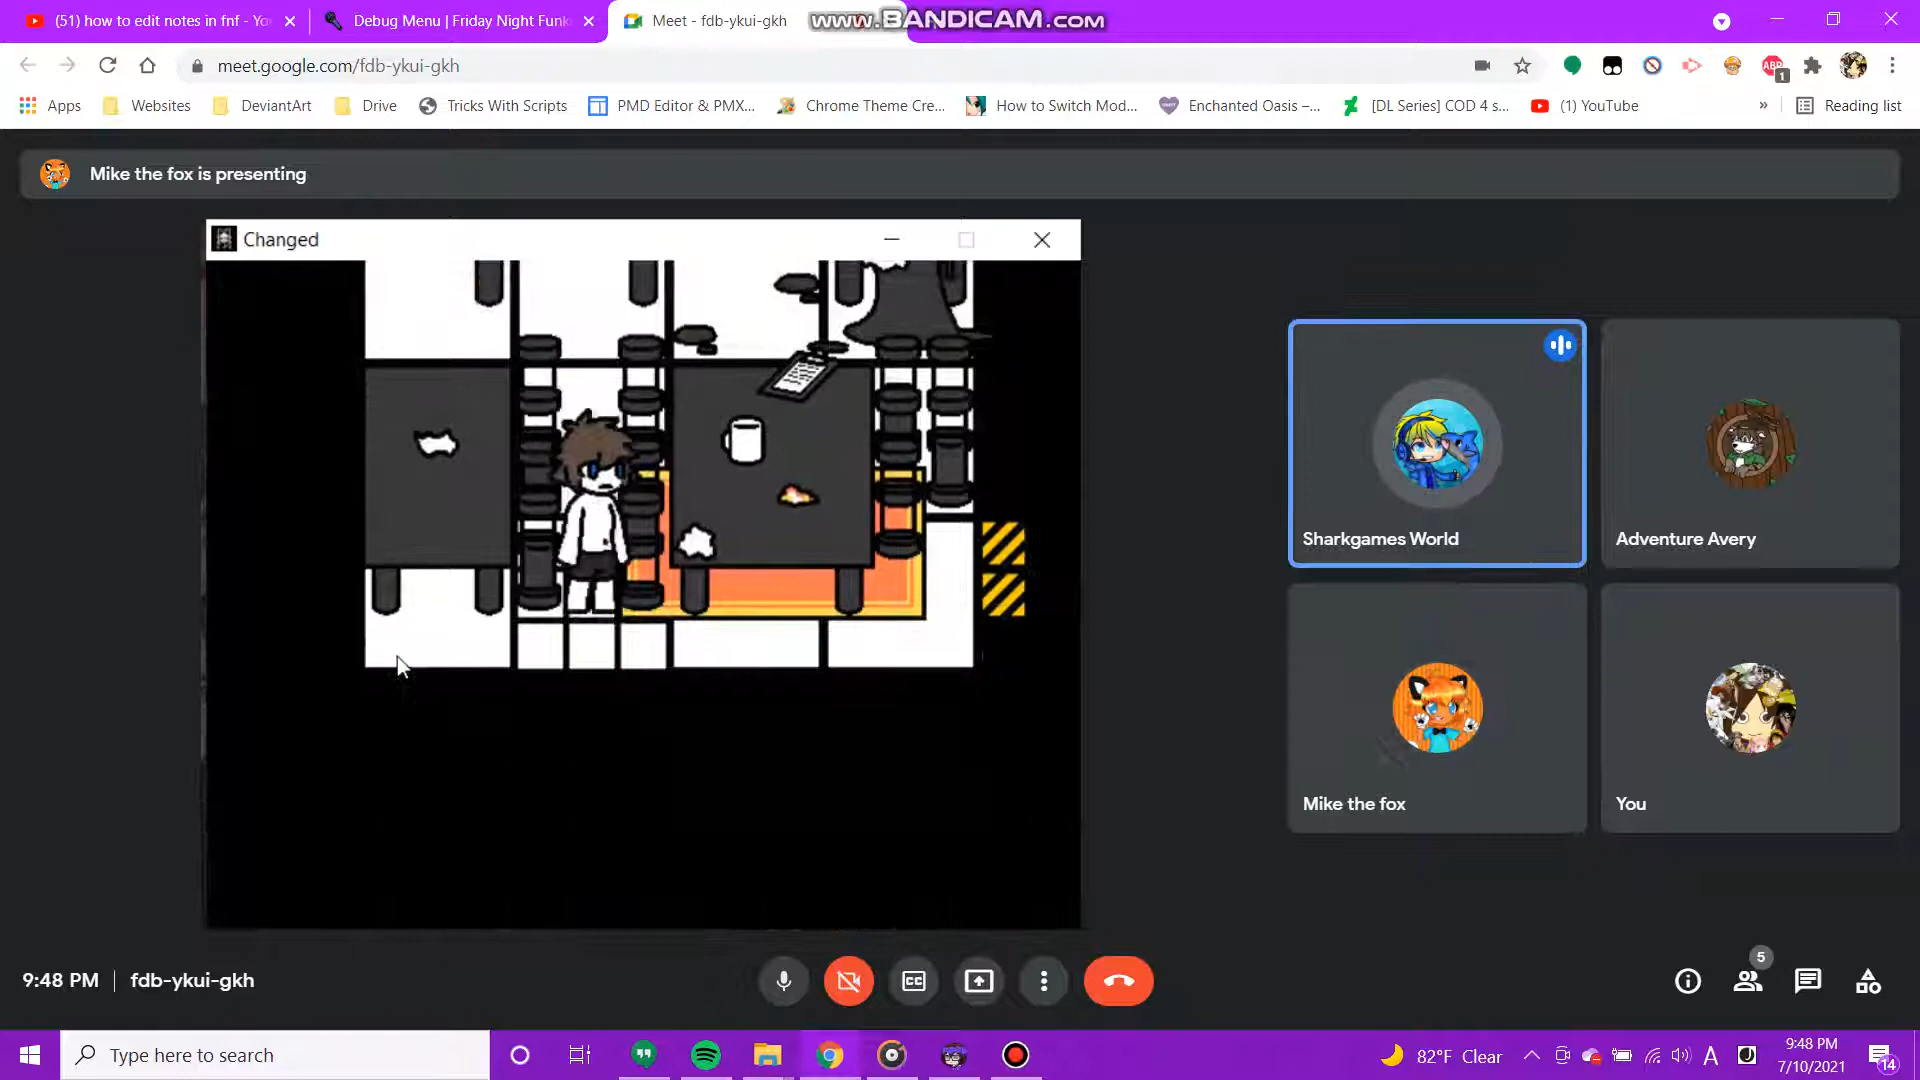 (51) how to edit notes in fnf - Yo
Debug Menu | Friday Night Funk
Meet - fdb-ykui-gkh
www.BANDICAM.com
meet.google.com/fdb-ykui-gkh
ABP
1
Apps
Websites
DeviantArt
Drive
Tricks With Scripts
PMD Editor & PMX...
Chrome Theme Cre...
How to Switch Mod...
Enchanted Oasis –...
[DL Series] COD 4 s...
(1) YouTube
»
Reading list
Mike the fox is presenting
Changed
Sharkgames World
Adventure Avery
Mike the fox
You
9:48 PM | fdb-ykui-gkh
CC
5
Type here to search
82°F Clear
A
9:48 PM
7/10/2021
14